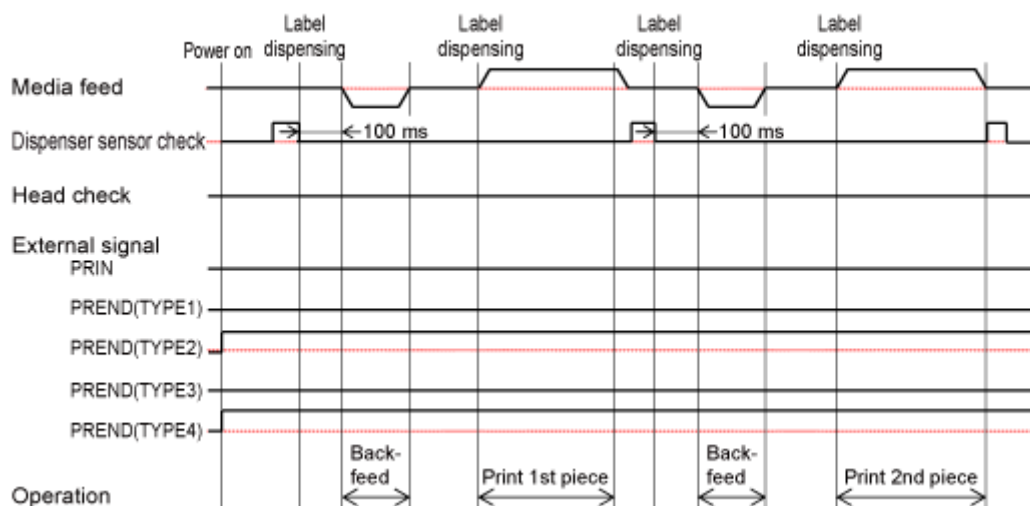 Label
dispensing
Label
dispensing
Label
dispensing
Label
dispensing
Power on
Media feed
Dispenser sensor check
100 ms
100 ms
Head check
External signal
PRIN
PREND(TYPE1)
PREND(TYPE2)
PREND(TYPE3)
PREND(TYPE4)
Operation
Back-
feed
Print 1st piece
Back-
feed
Print 2nd piece